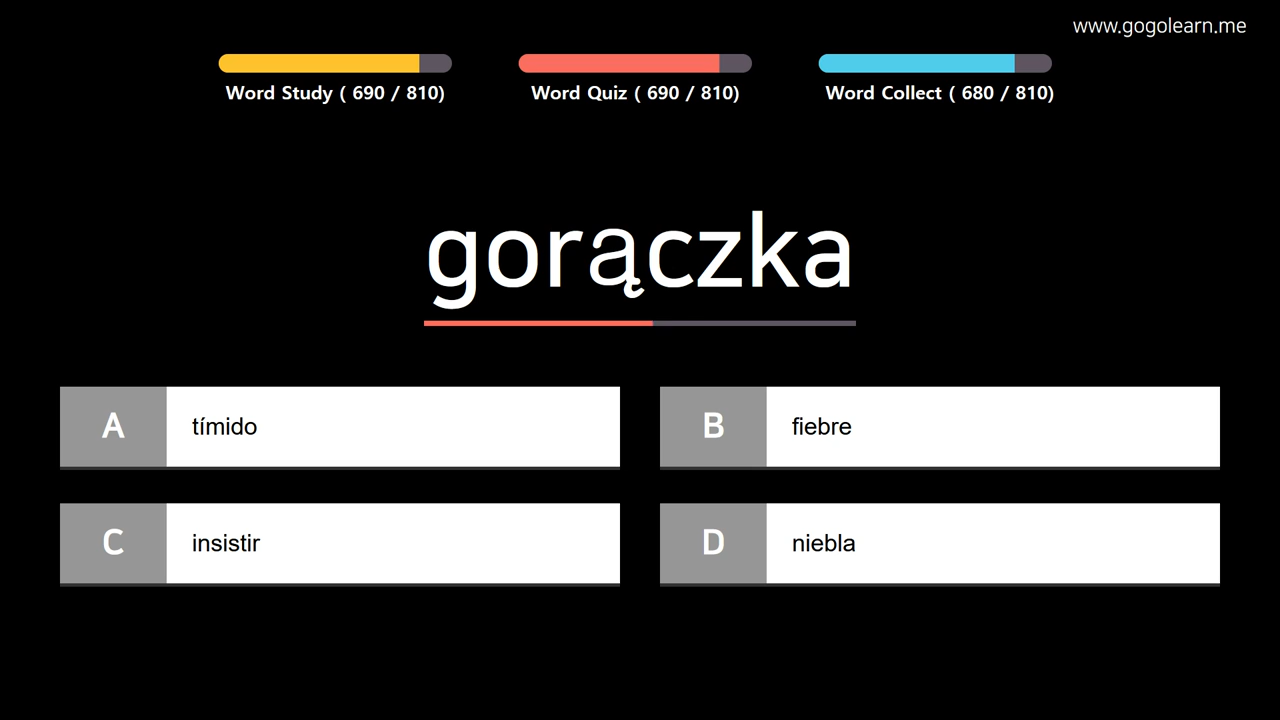 www.gogolearn.me
Word Study ( 690 / 810)
Word Quiz ( 690 / 810)
Word Collect ( 680 / 810)
gorączka
A tímido
B fiebre
C insistir
D niebla